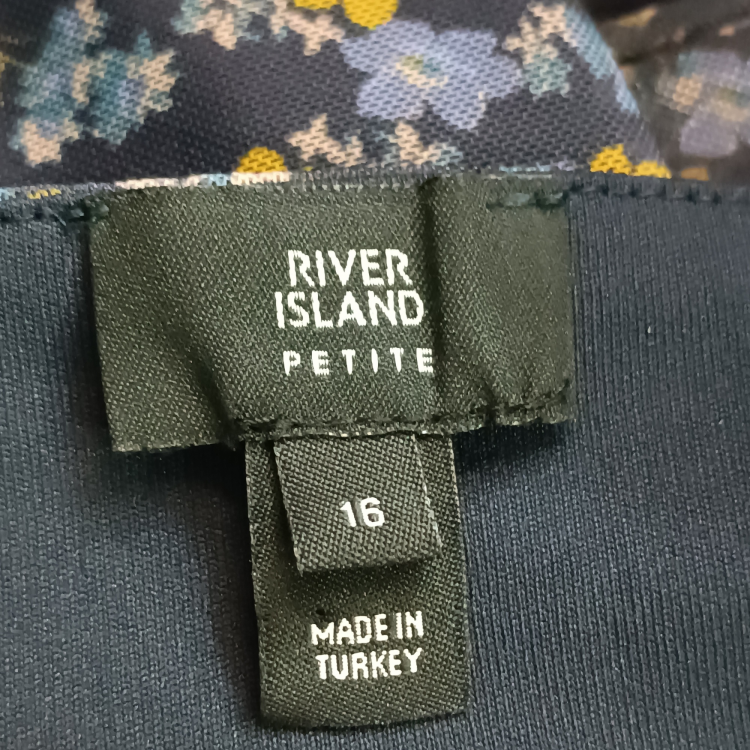 RIVER
ISLAND
PETITE
16
MADE IN
TURKEY